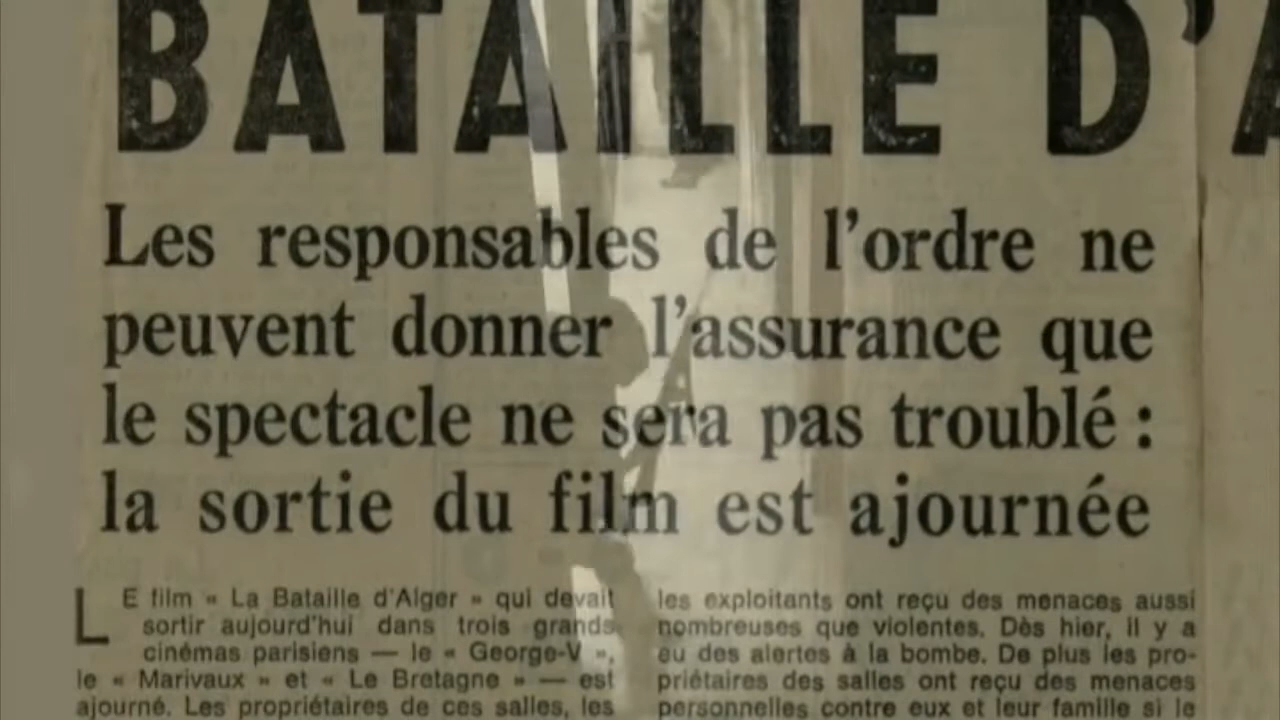 BATAILLE D'A
Les responsables de l'ordre ne
peuvent donner l'assurance que
le spectacle ne sera pas troublé :
la sortie du film est ajournée
LE film « La Bataille d'Alger » qui devait
sortir aujourd'hui dans trois grands
cinémas parisiens — le « George-V »,
le « Marivaux » et « Le Bretagne » — est
ajourné. Les propriétaires de ces salles, les
les exploitants ont reçu des menaces aussi
nombreuses que violentes. Dès hier, il y a
eu des alertes à la bombe. De plus les pro-
priétaires des salles ont reçu des menaces
personnelles contre eux et leur famille si le